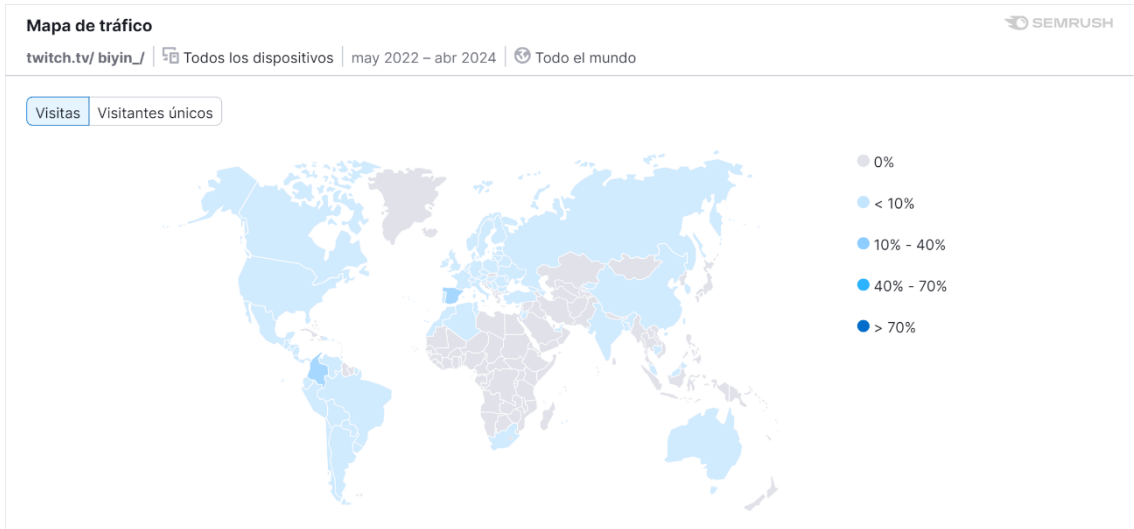 Mapa de tráfico
SEMRUSH
twitch.tv/ biyin_/ Todos los dispositivos may 2022 – abr 2024 Todo el mundo
Visitas Visitantes únicos
0%
< 10%
10% - 40%
40% - 70%
> 70%